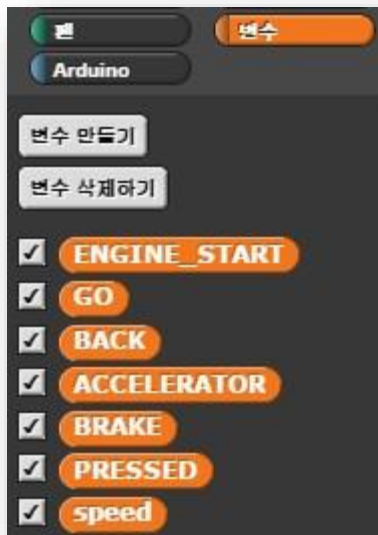 펜 변수
Arduino
변수 만들기
변수 삭제하기
ENGINE_START
GO
BACK
ACCELERATOR
BRAKE
PRESSED
speed